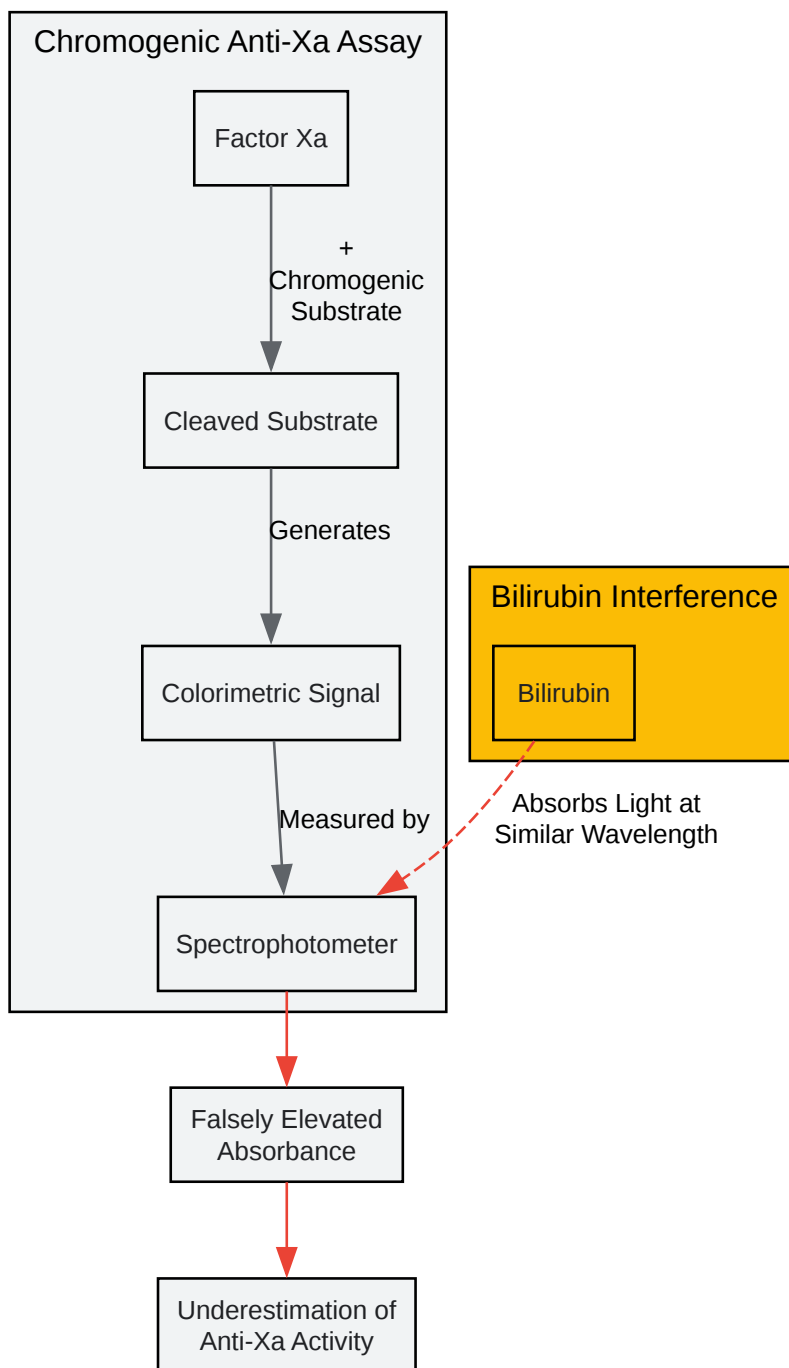 Chromogenic Anti-Xa Assay
Factor Xa
+
Chromogenic
Substrate
Cleaved Substrate
Generates
Bilirubin Interference
Colorimetric Signal
Bilirubin
Measured by
Absorbs Light at
Similar Wavelength
Spectrophotometer
Falsely Elevated
Absorbance
Underestimation of
Anti-Xa Activity